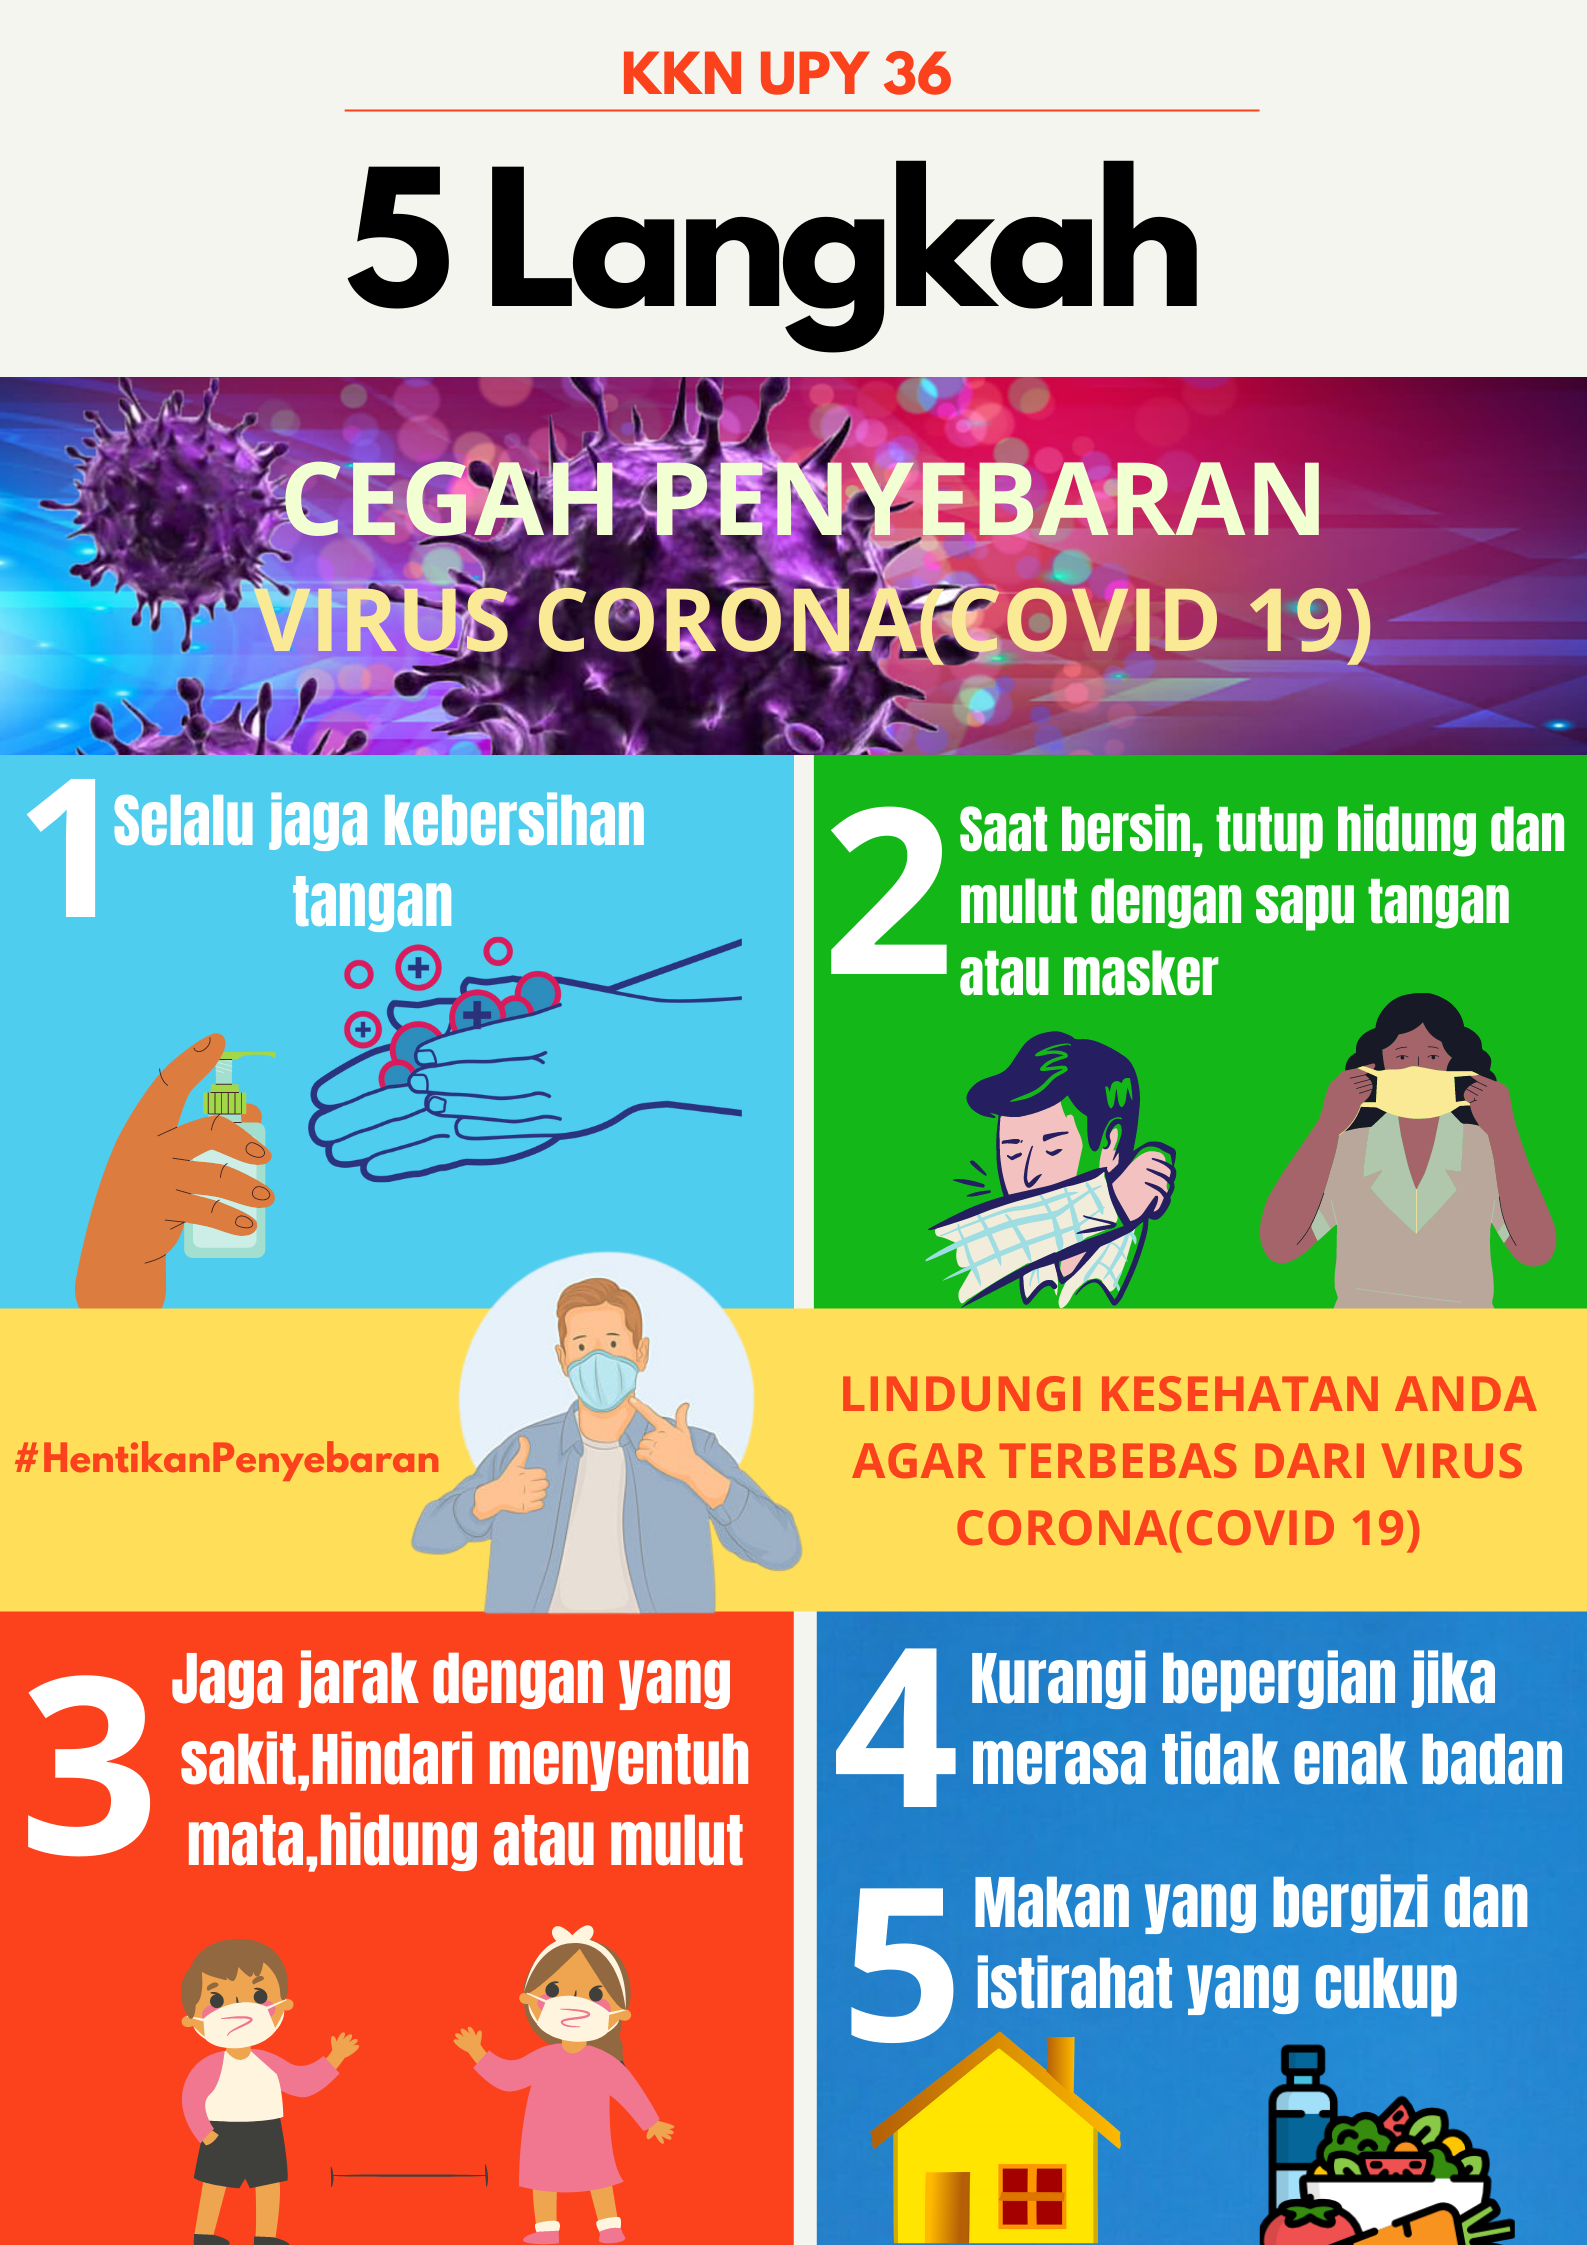 KKN UPY 36
5 Langkah
CEGAH PENYEBARAN
VIRUS CORONA(COVID 19)
1
Selalu jaga kebersihan
tangan
2
Saat bersin, tutup hidung dan
mulut dengan sapu tangan
atau masker
#HentikanPenyebaran
LINDUNGI KESEHATAN ANDA
AGAR TERBEBAS DARI VIRUS
CORONA(COVID 19)
3
Jaga jarak dengan yang
sakit,Hindari menyentuh
mata,hidung atau mulut
4
Kurangi bepergian jika
merasa tidak enak badan
5
Makan yang bergizi dan
istirahat yang cukup